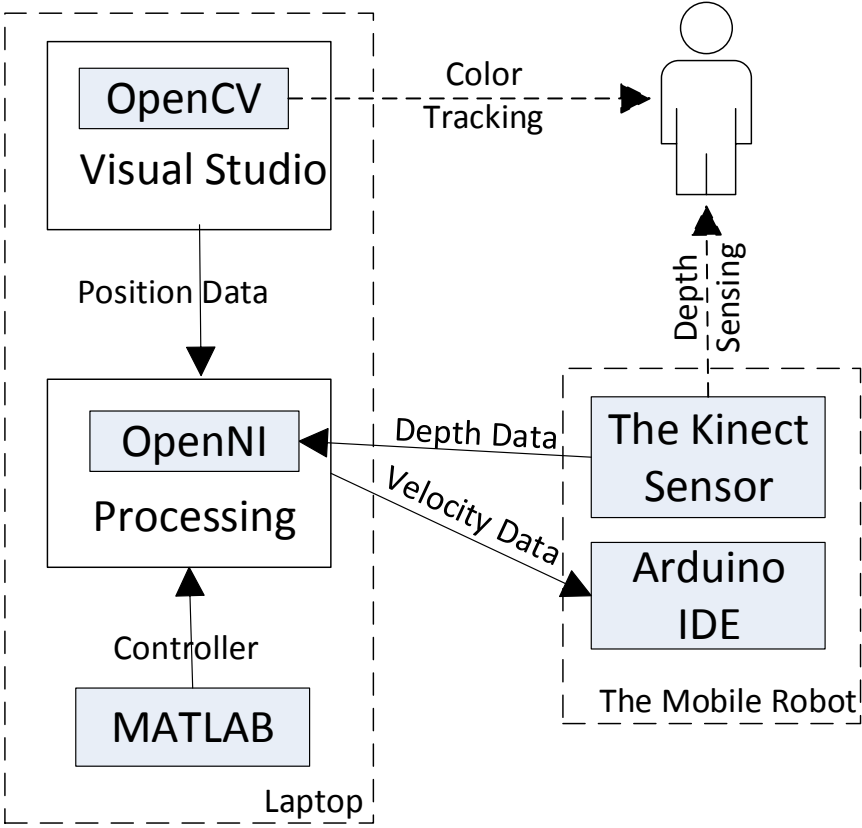 OpenCV
Visual Studio
Color
Tracking
Position Data
Depth
Sensing
OpenNI
Processing
Depth Data
Velocity Data
The Kinect
Sensor
Arduino
IDE
The Mobile Robot
Controller
MATLAB
Laptop